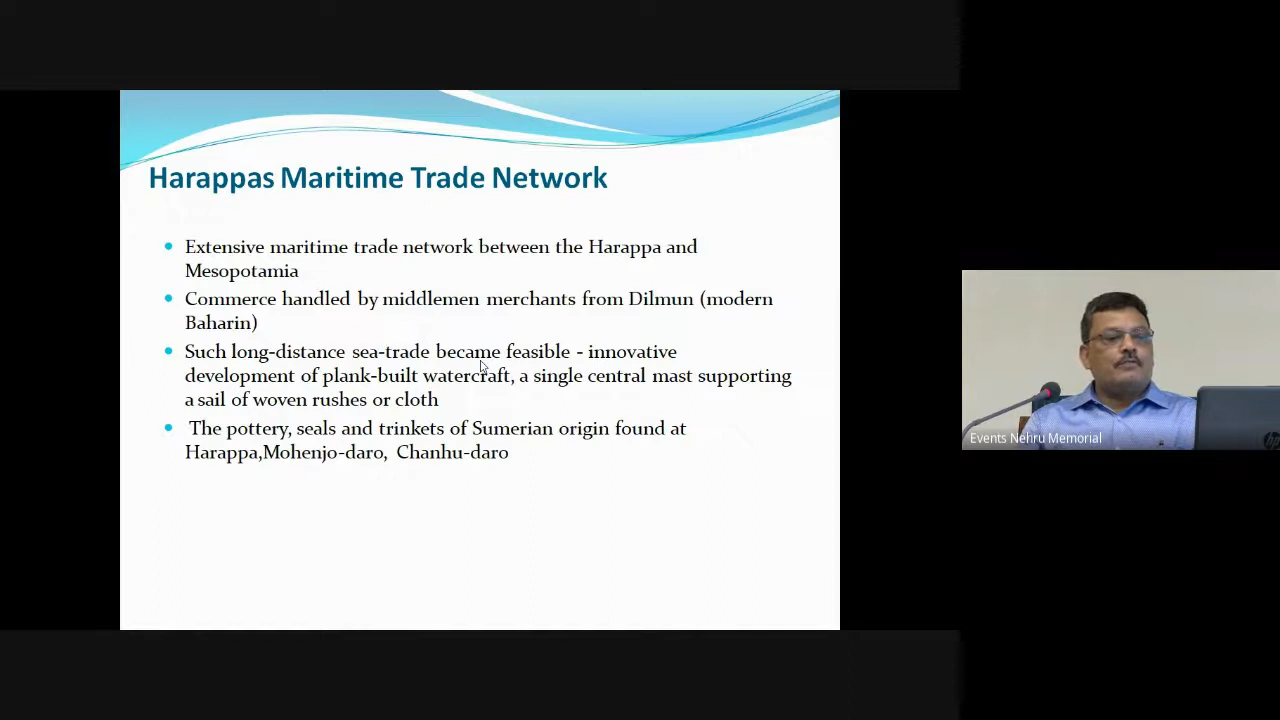 Harappas Maritime Trade Network
• Extensive maritime trade network between the Harappa and
Mesopotamia
• Commerce handled by middlemen merchants from Dilmun (modern
Baharin)
• Such long-distance sea-trade became feasible - innovative
development of plank-built watercraft, a single central mast supporting
a sail of woven rushes or cloth
• The pottery, seals and trinkets of Sumerian origin found at
Harappa,Mohenjo-daro, Chanhu-daro
Events Nehru Memorial
hp